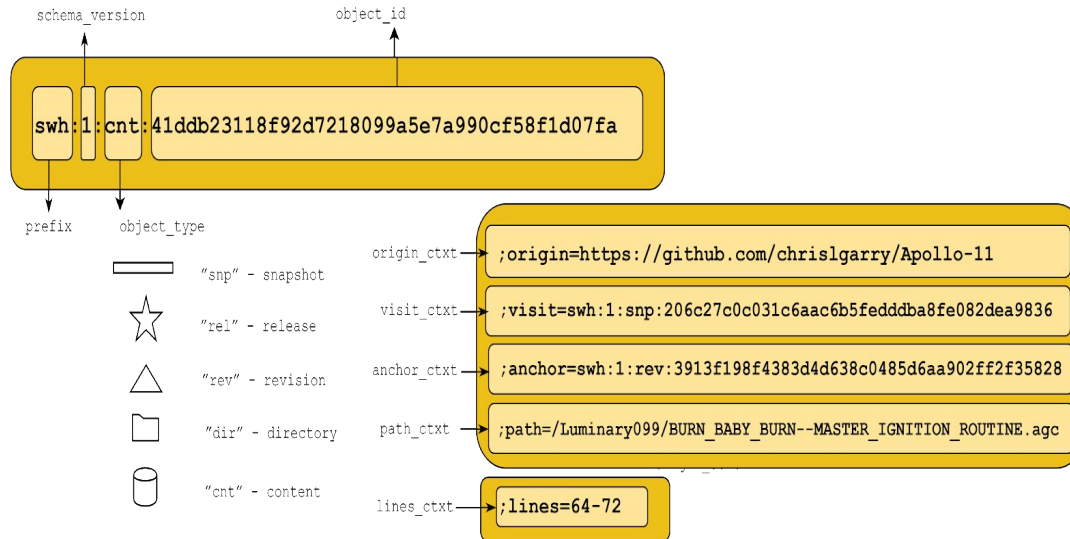 schema_version
object_id
swh:1:cnt:41ddb23118f92d7218099a5e7a990cf58f1d07fa
prefix
object_type
"snp" - snapshot
"rel" - release
"rev" - revision
"dir" - directory
"cnt" - content
origin_ctxt
;origin=https://github.com/chrislgarry/Apollo-11
visit_ctxt
;visit=swh:1:snp:206c27c0c031c6aac6b5fedddba8fe082dea9836
anchor_ctxt
;anchor=swh:1:rev:3913f198f4383d4d638c0485d6aa902ff2f35828
path_ctxt
;path=/Luminary099/BURN_BABY_BURN--MASTER_IGNITION_ROUTINE.agc
lines_ctxt
;lines=64-72